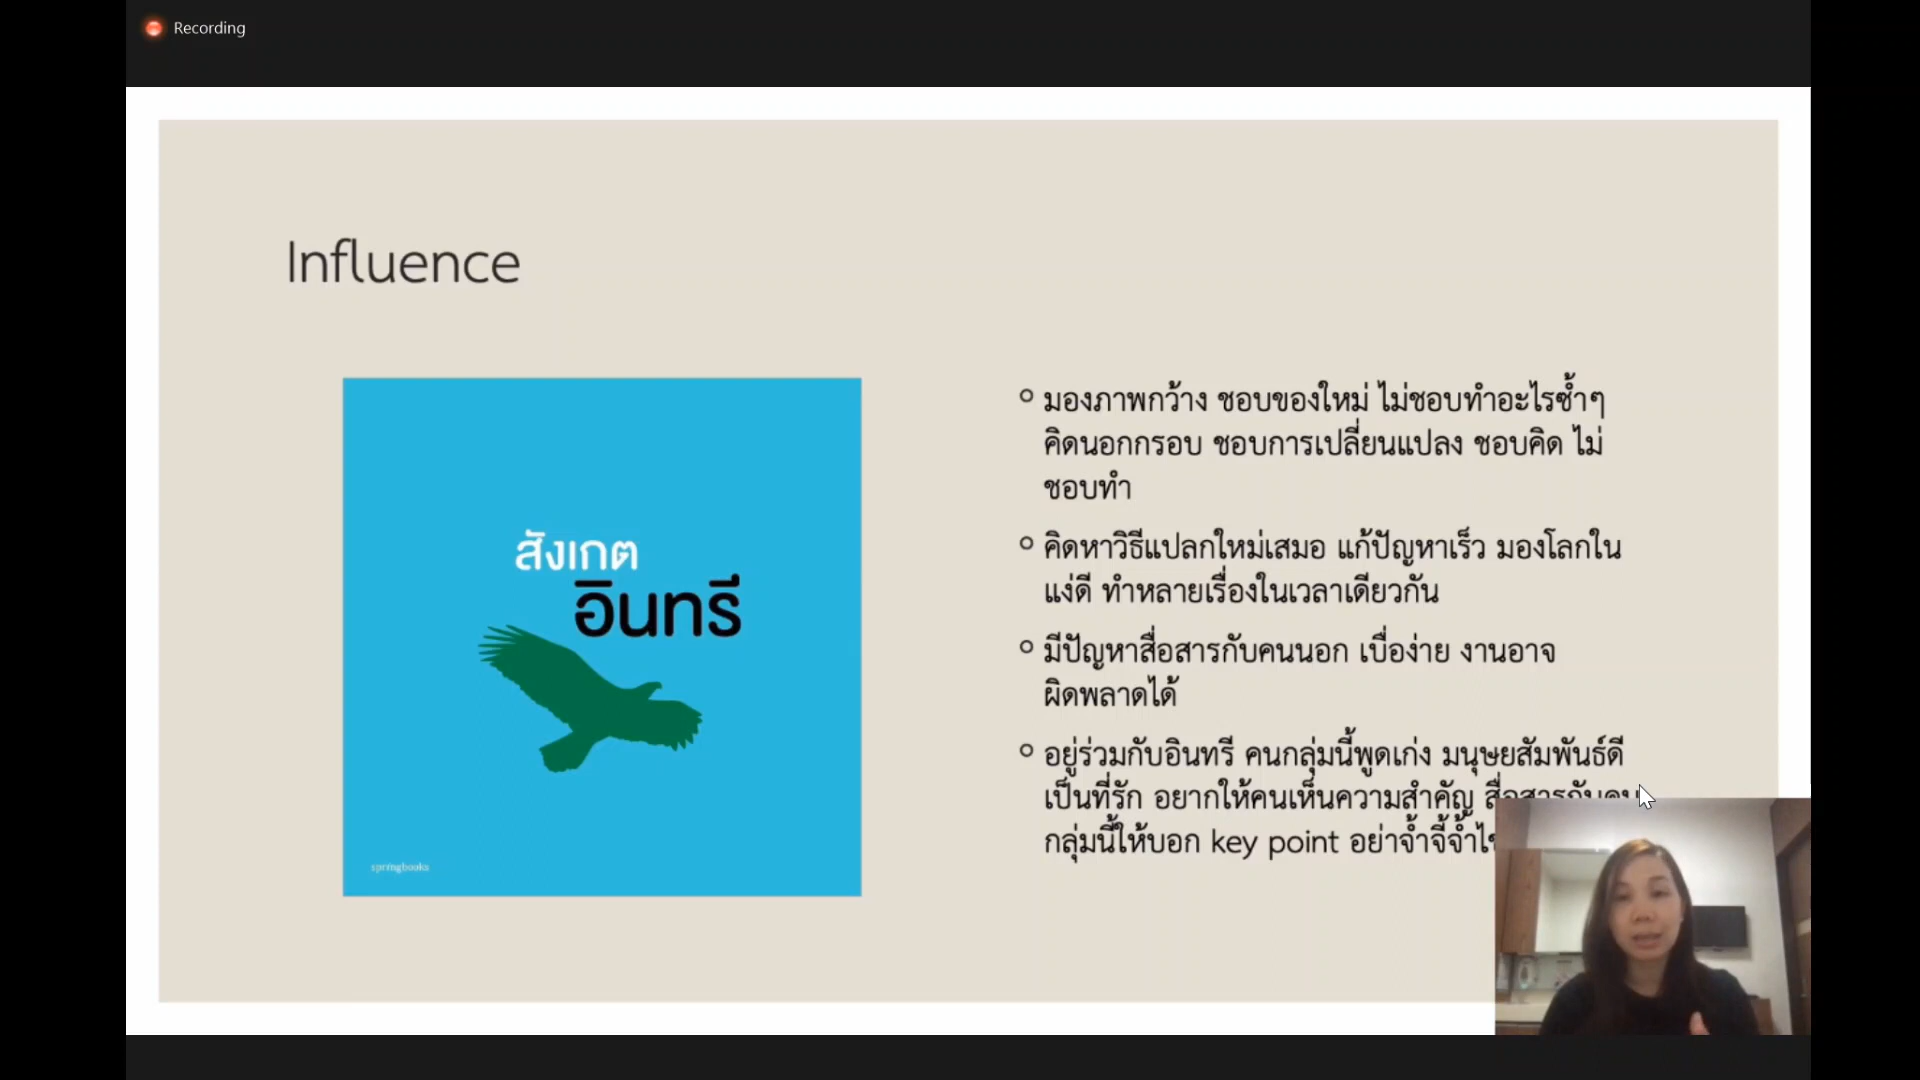 Recording
Influence
สังเกต
อินทรี
springbooks
มองภาพกว้าง ชอบของใหม่ ไม่ชอบทำอะไรซ้ำๆ
คิดนอกกรอบ ชอบการเปลี่ยนแปลง ชอบคิด ไม่
ชอบทำ
คิดหาวิธีแปลกใหม่เสมอ แก้ปัญหาเร็ว มองโลกใน
แง่ดี ทำหลายเรื่องในเวลาเดียวกัน
มีปัญหาสื่อสารกับคนนอก เบื่อง่าย งานอาจ
ผิดพลาดได้
อยู่ร่วมกับอินทรี คนกลุ่มนี้พูดเก่ง มนุษยสัมพันธ์ดี
เป็นที่รัก อยากให้คนเห็นความสำคัญ สื่อสารกับคน
กลุ่มนี้ให้บอก key point อย่าจ้ำจี้จ้ำไช